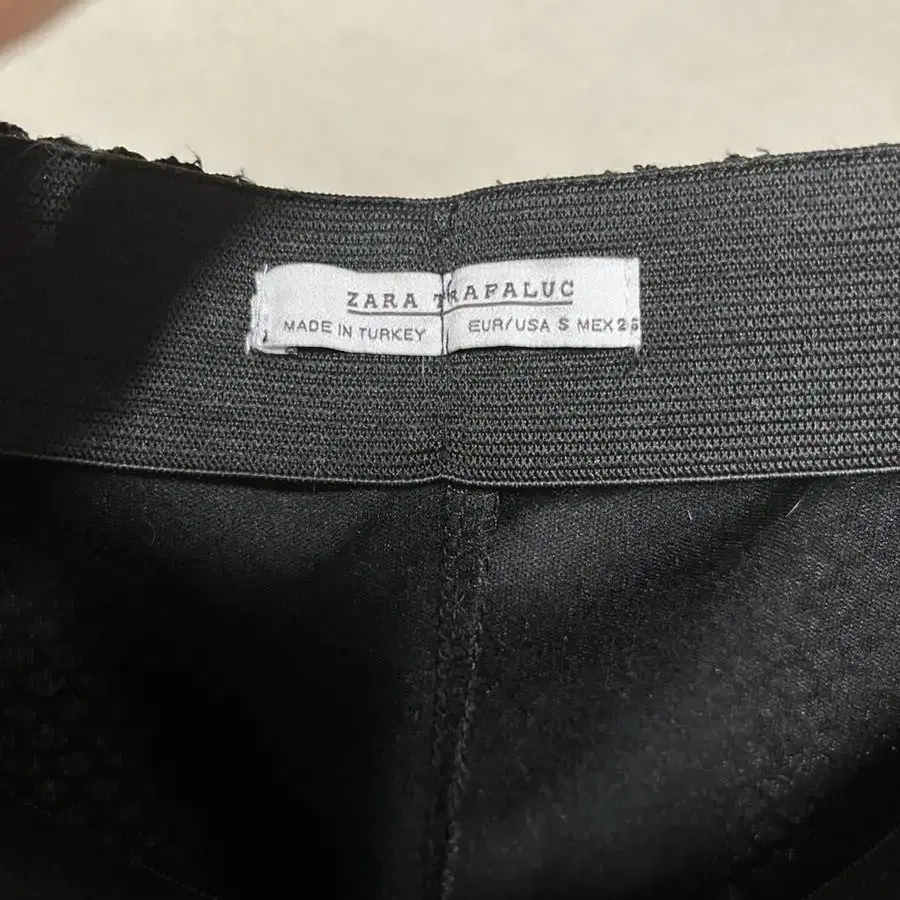 ZARA TRAFALUC
MADE IN TURKEY EUR/USA S MEX 26